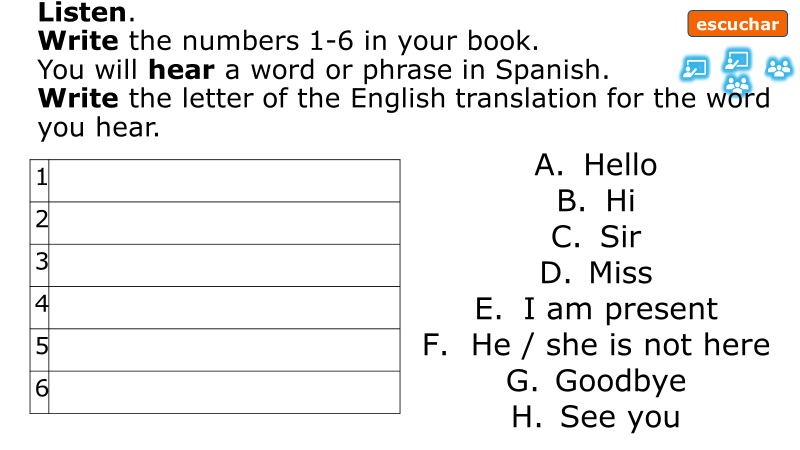 Listen.
Write the numbers 1-6 in your book.
You will hear a word or phrase in Spanish.
Write the letter of the English translation for the word
you hear.
escuchar
1
2
3
4
5
6
A. Hello
B. Hi
C. Sir
D. Miss
E. I am present
F. He / she is not here
G. Goodbye
H. See you